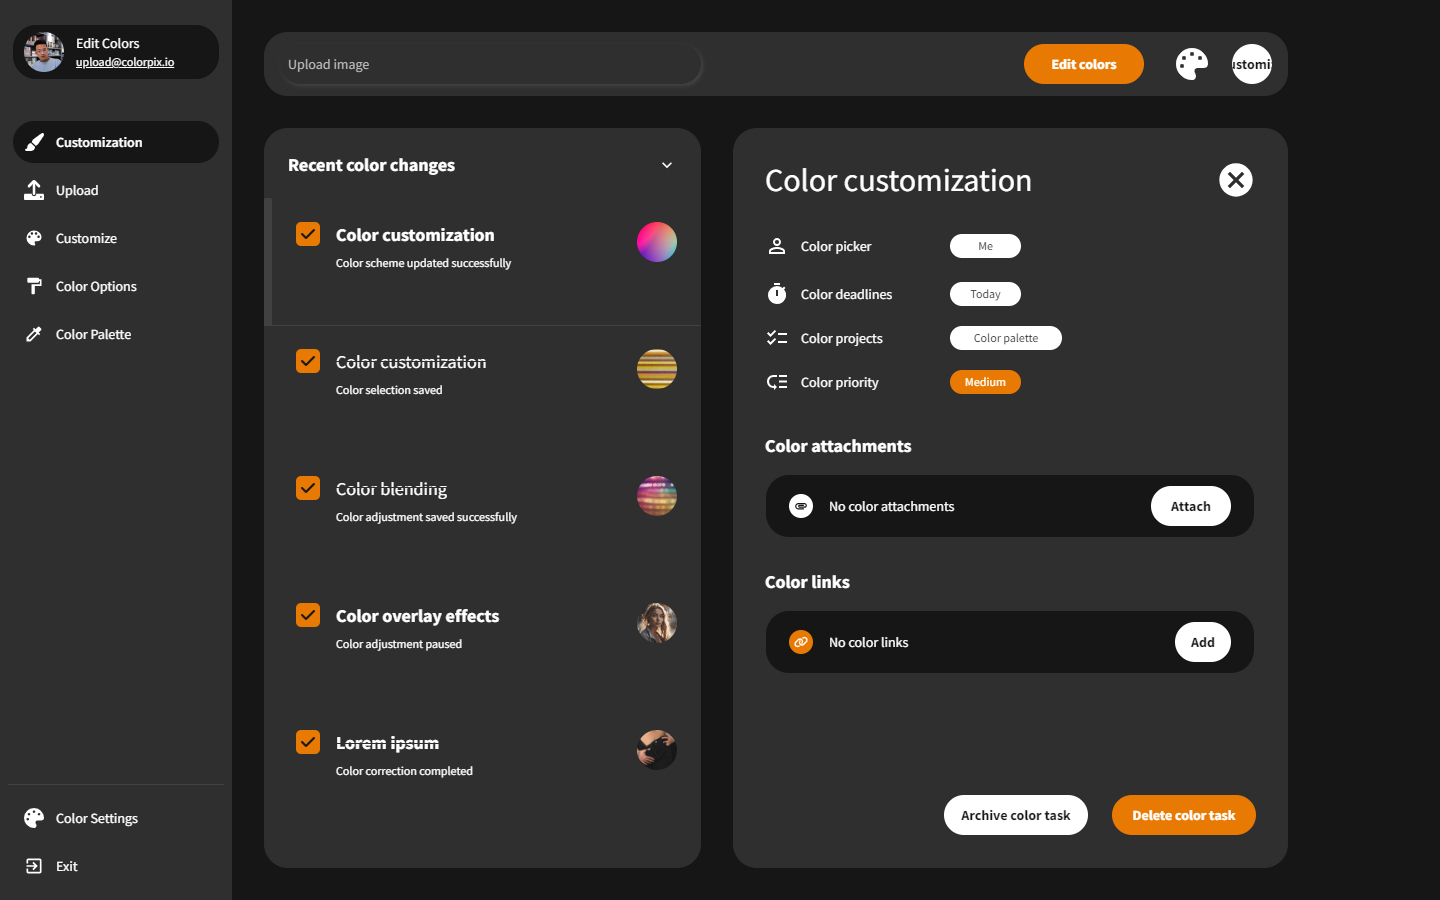 Edit Colors
upload@colorpix.io
Customization
Upload
Customize
Color Options
Color Palette
Color Settings
Exit
Upload image
Edit colors
ustomi
Recent color changes
Color customization
Color scheme updated successfully
Color customization
Color selection saved
Color blending
Color adjustment saved successfully
Color overlay effects
Color adjustment paused
Lorem ipsum
Color correction completed
Color customization
Color picker Me
Color deadlines Today
Color projects Color palette
Color priority Medium
Color attachments
No color attachments Attach
Color links
No color links Add
Archive color task Delete color task